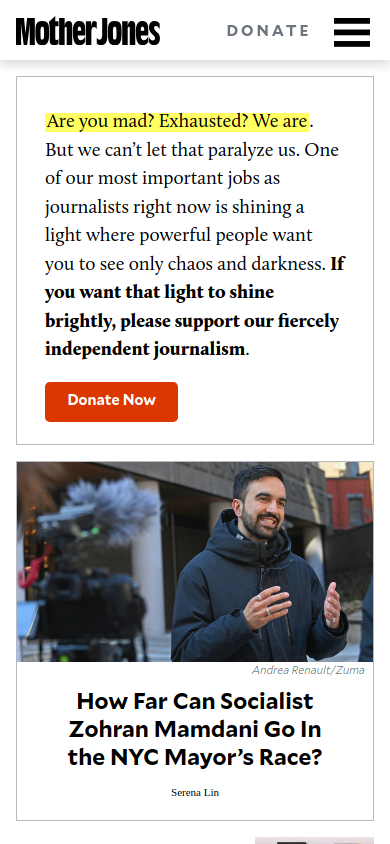 Mother Jones
DONATE
Are you mad? Exhausted? We are.
But we can’t let that paralyze us. One
of our most important jobs as
journalists right now is shining a
light where powerful people want
you to see only chaos and darkness. If
you want that light to shine
brightly, please support our fiercely
independent journalism.
Donate Now
Andrea Renault/Zuma
How Far Can Socialist
Zohran Mamdani Go In
the NYC Mayor’s Race?
Serena Lin